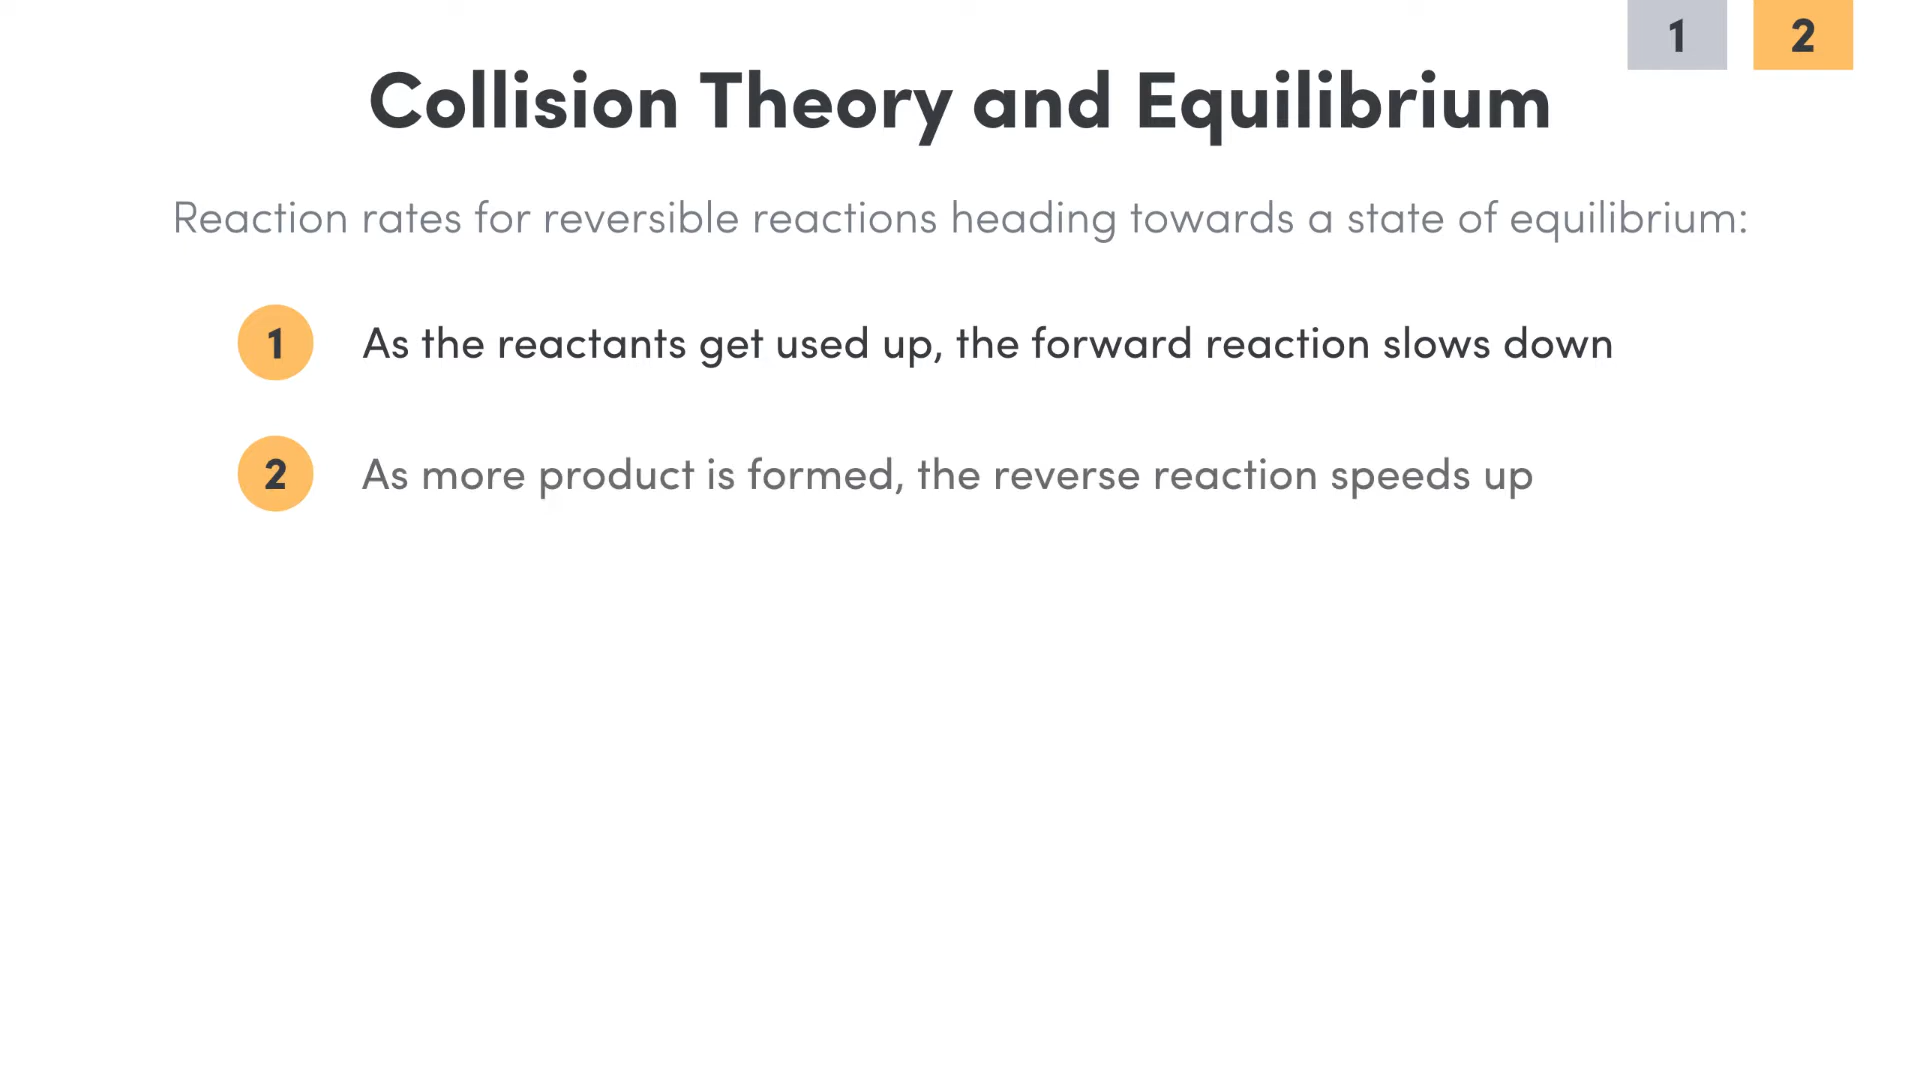 1 2
Collision Theory and Equilibrium
Reaction rates for reversible reactions heading towards a state of equilibrium:
1 As the reactants get used up, the forward reaction slows down
2 As more product is formed, the reverse reaction speeds up